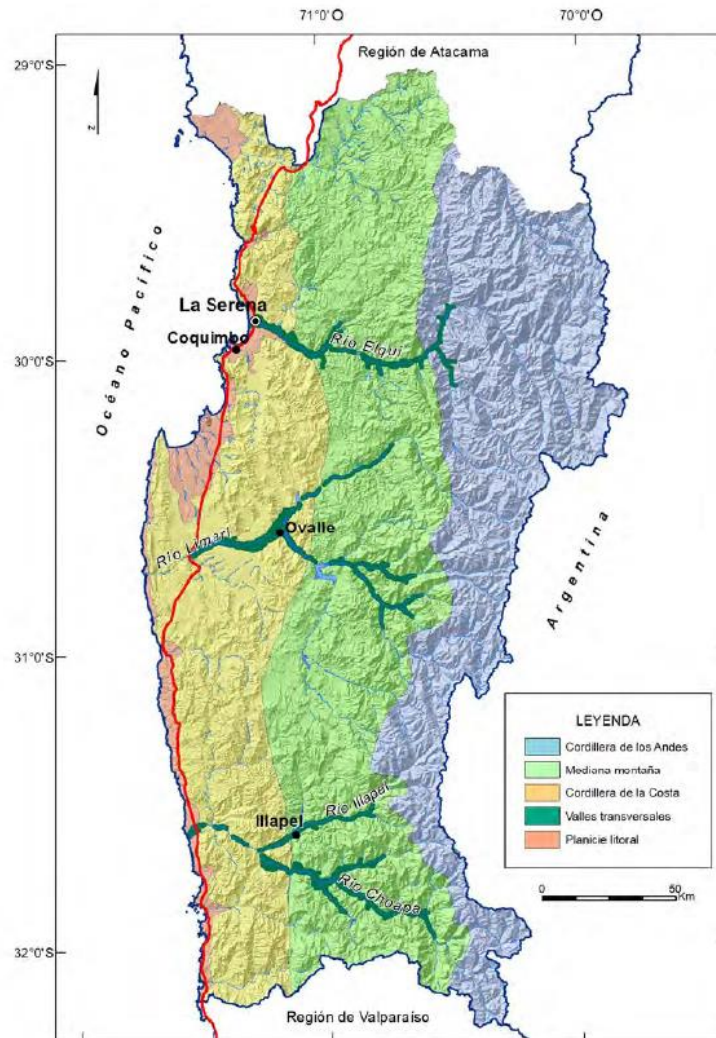 71°0'O
70°0'O
Región de Atacama
29°0'S
z
Océano Pacífico
La Serena
Coquimbo
Río Elqui
30°0'S
Ovalle
Río Limarí
Argentina
31°0'S
LEYENDA
Cordillera de los Andes
Mediana montaña
Cordillera de la Costa
Valles transversales
Planicie litoral
Illapel
Río Illapel
0 50
Km
Río Choapa
32°0'S
Región de Valparaíso